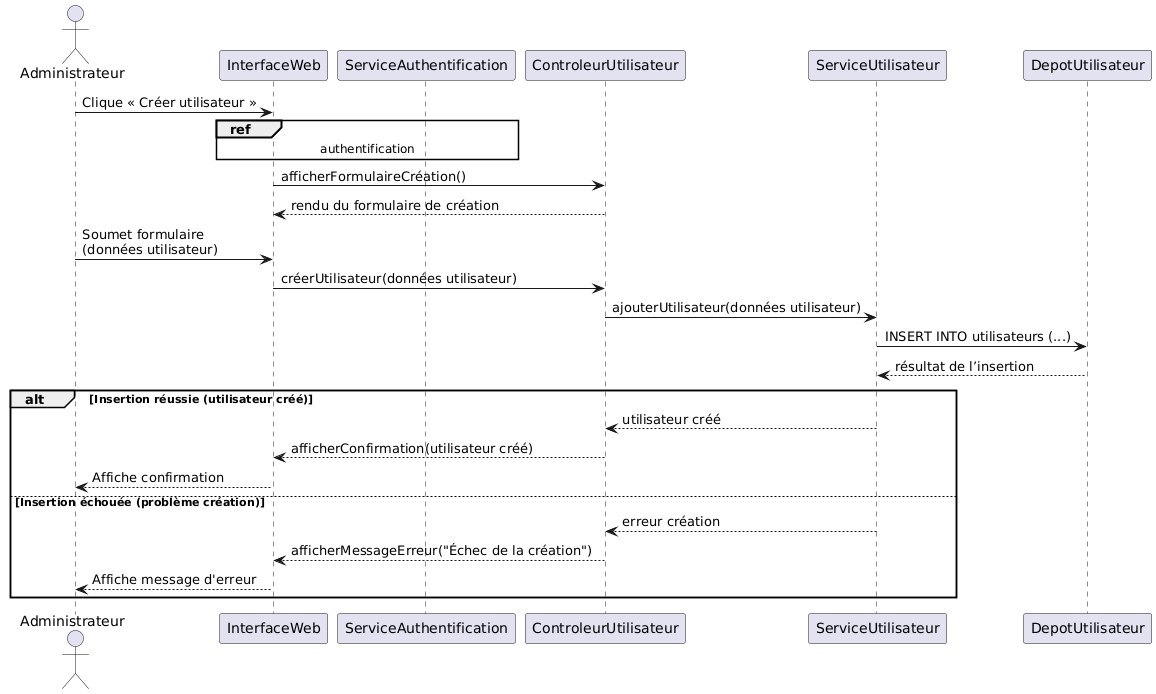 Administrateur
InterfaceWeb
ServiceAuthentification
ControleurUtilisateur
ServiceUtilisateur
DepotUtilisateur
Clique « Créer utilisateur »
ref
authentification
afficherFormulaireCréation()
rendu du formulaire de création
Soumet formulaire
(données utilisateur)
créerUtilisateur(données utilisateur)
ajouterUtilisateur(données utilisateur)
INSERT INTO utilisateurs (...)
résultat de l’insertion
alt
[Insertion réussie (utilisateur créé)]
utilisateur créé
afficherConfirmation(utilisateur créé)
Affiche confirmation
[Insertion échouée (problème création)]
erreur création
afficherMessageErreur("Échec de la création")
Affiche message d'erreur
Administrateur
InterfaceWeb
ServiceAuthentification
ControleurUtilisateur
ServiceUtilisateur
DepotUtilisateur